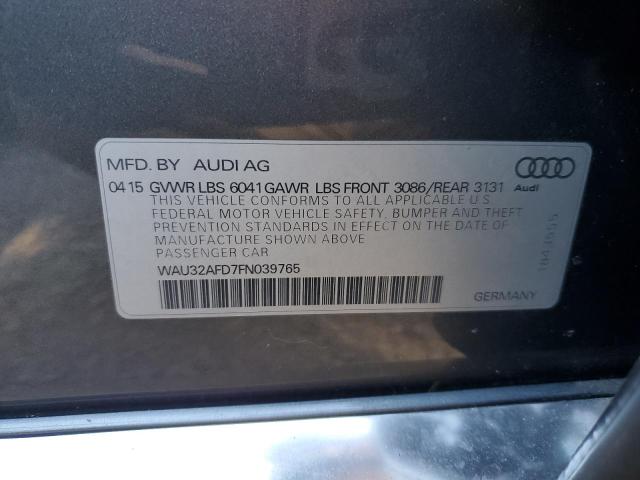 MFD. BY AUDI AG
04 15 GVWR LBS 6041 GAWR LBS FRONT 3086/REAR 3131
THIS VEHICLE CONFORMS TO ALL APPLICABLE U.S.
FEDERAL MOTOR VEHICLE SAFETY, BUMPER AND THEFT
PREVENTION STANDARDS IN EFFECT ON THE DATE OF
MANUFACTURE SHOWN ABOVE
PASSENGER CAR
WAU32AFD7FN039765
Audi
GERMANY